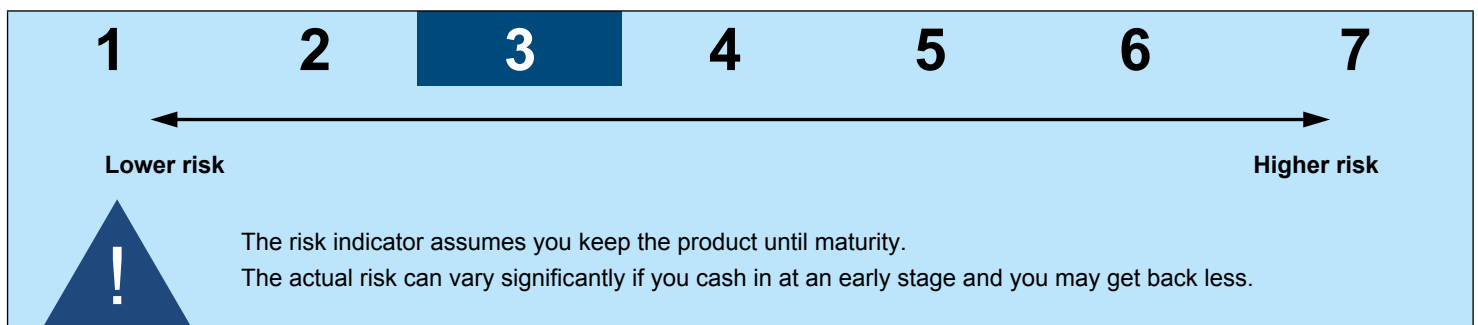 1 2 3 4 5 6 7
Lower risk Higher risk
!
The risk indicator assumes you keep the product until maturity.
The actual risk can vary significantly if you cash in at an early stage and you may get back less.